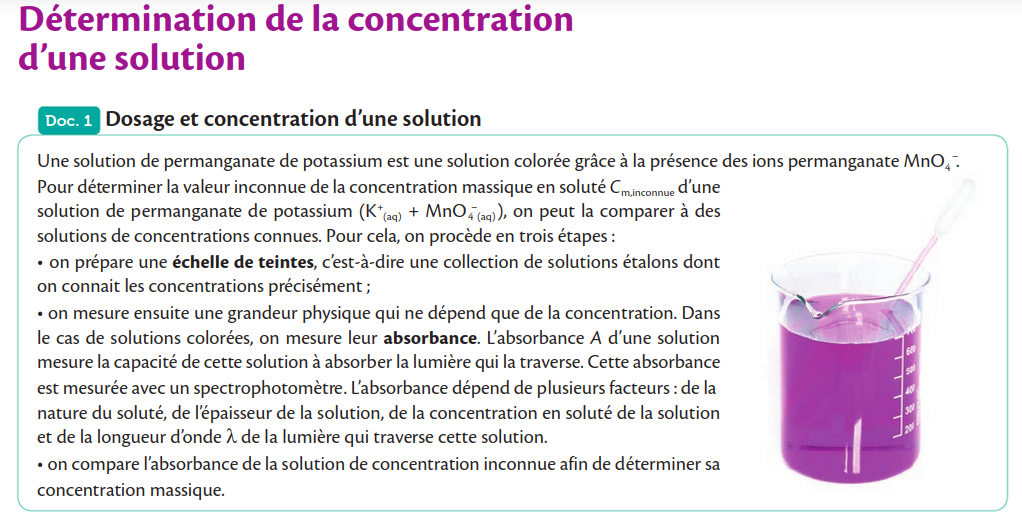 Détermination de la concentration
d’une solution
Doc. 1 Dosage et concentration d’une solution
Une solution de permanganate de potassium est une solution colorée grâce à la présence des ions permanganate MnO₄⁻.
Pour déterminer la valeur inconnue de la concentration massique en soluté Cm,inconnue d’une
solution de permanganate de potassium (K⁺(aq) + MnO₄⁻(aq)), on peut la comparer à des
solutions de concentrations connues. Pour cela, on procède en trois étapes :
• on prépare une échelle de teintes, c’est-à-dire une collection de solutions étalons dont
on connait les concentrations précisément ;
• on mesure ensuite une grandeur physique qui ne dépend que de la concentration. Dans
le cas de solutions colorées, on mesure leur absorbance. L’absorbance A d’une solution
mesure la capacité de cette solution à absorber la lumière qui la traverse. Cette absorbance
est mesurée avec un spectrophotomètre. L’absorbance dépend de plusieurs facteurs : de la
nature du soluté, de l’épaisseur de la solution, de la concentration en soluté de la solution
et de la longueur d’onde λ de la lumière qui traverse cette solution.
• on compare l’absorbance de la solution de concentration inconnue afin de déterminer sa
concentration massique.
600
500
400
300
200